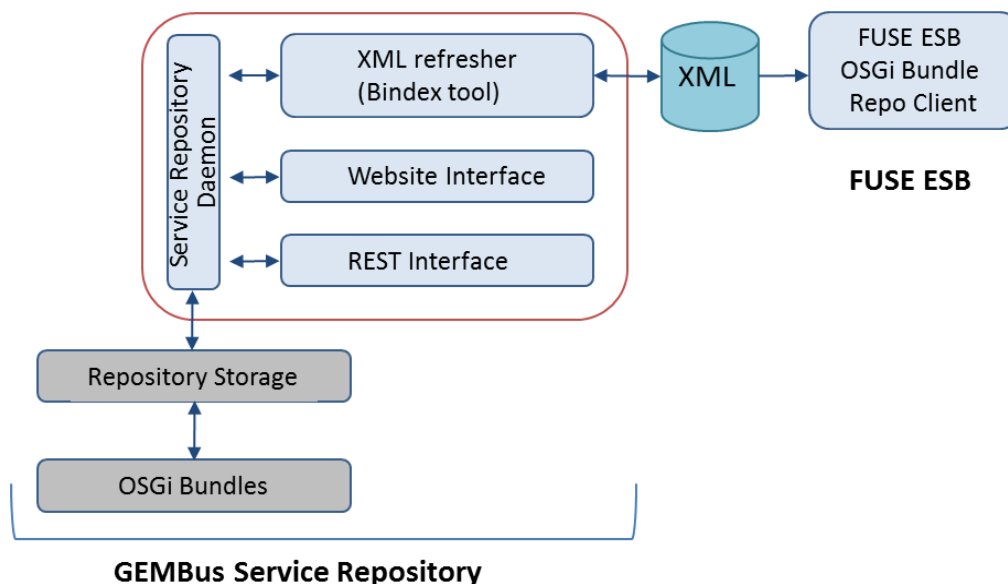 Service Repository
Daemon
XML refresher
(Bindex tool)
Website Interface
REST Interface
XML
FUSE ESB
OSGi Bundle
Repo Client
FUSE ESB
Repository Storage
OSGi Bundles
GEMBus Service Repository